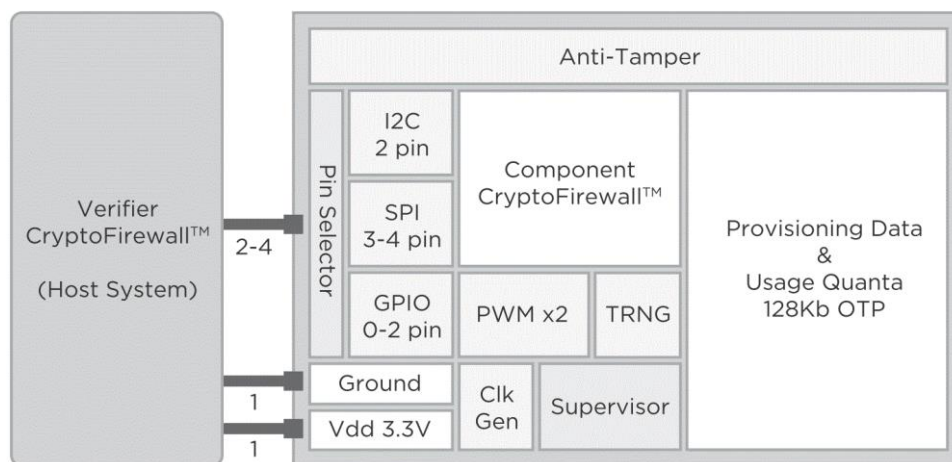 Verifier
CryptoFirewall™
(Host System)
2-4
1
1
Anti-Tamper
Pin Selector
I2C
2 pin
SPI
3-4 pin
GPIO
0-2 pin
Ground
Vdd 3.3V
Component
CryptoFirewall™
PWM x2
TRNG
Clk
Gen
Supervisor
Provisioning Data
&
Usage Quanta
128Kb OTP